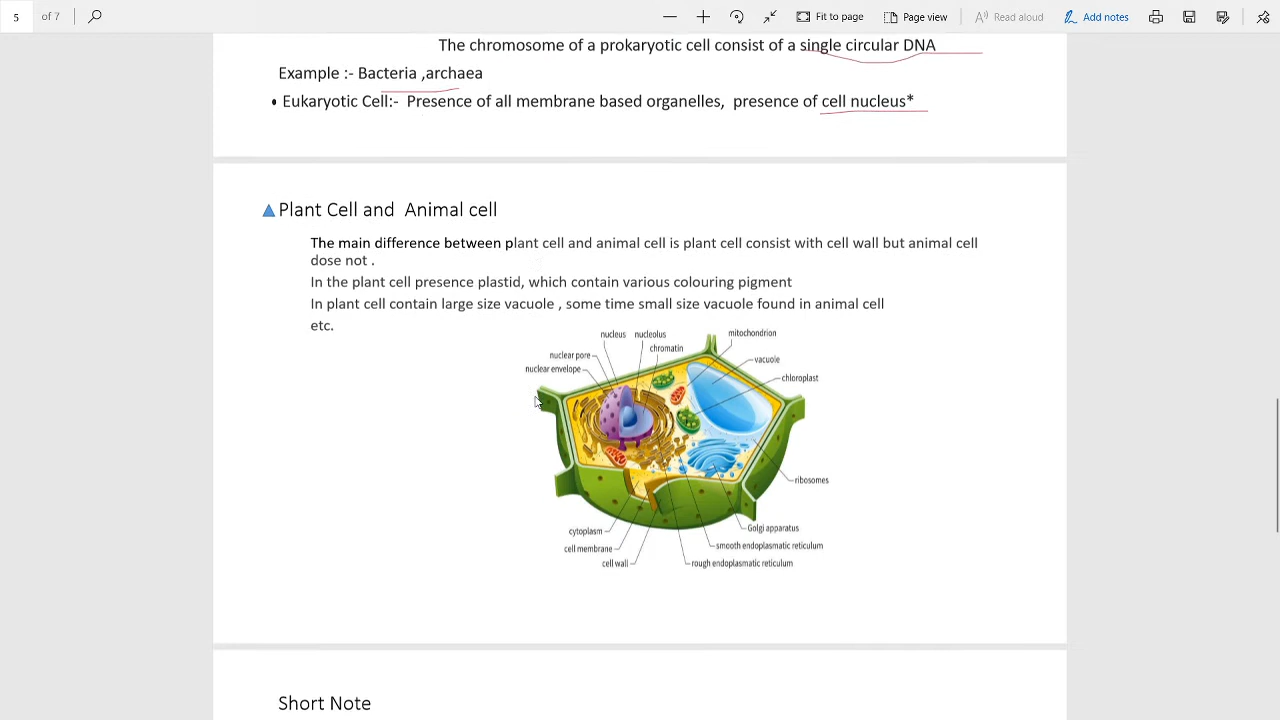 5 of 7 Fit to page Page view Read aloud Add notes
The chromosome of a prokaryotic cell consist of a single circular DNA
Example :- Bacteria ,archaea
• Eukaryotic Cell:- Presence of all membrane based organelles, presence of cell nucleus*
Plant Cell and Animal cell
The main difference between plant cell and animal cell is plant cell consist with cell wall but animal cell
dose not .
In the plant cell presence plastid, which contain various colouring pigment
In plant cell contain large size vacuole , some time small size vacuole found in animal cell
etc.
nucleus nucleolus mitochondrion
chromatin
nuclear pore vacuole
nuclear envelope chloroplast
ribosomes
cytoplasm Golgi apparatus
cell membrane smooth endoplasmatic reticulum
cell wall rough endoplasmatic reticulum
Short Note